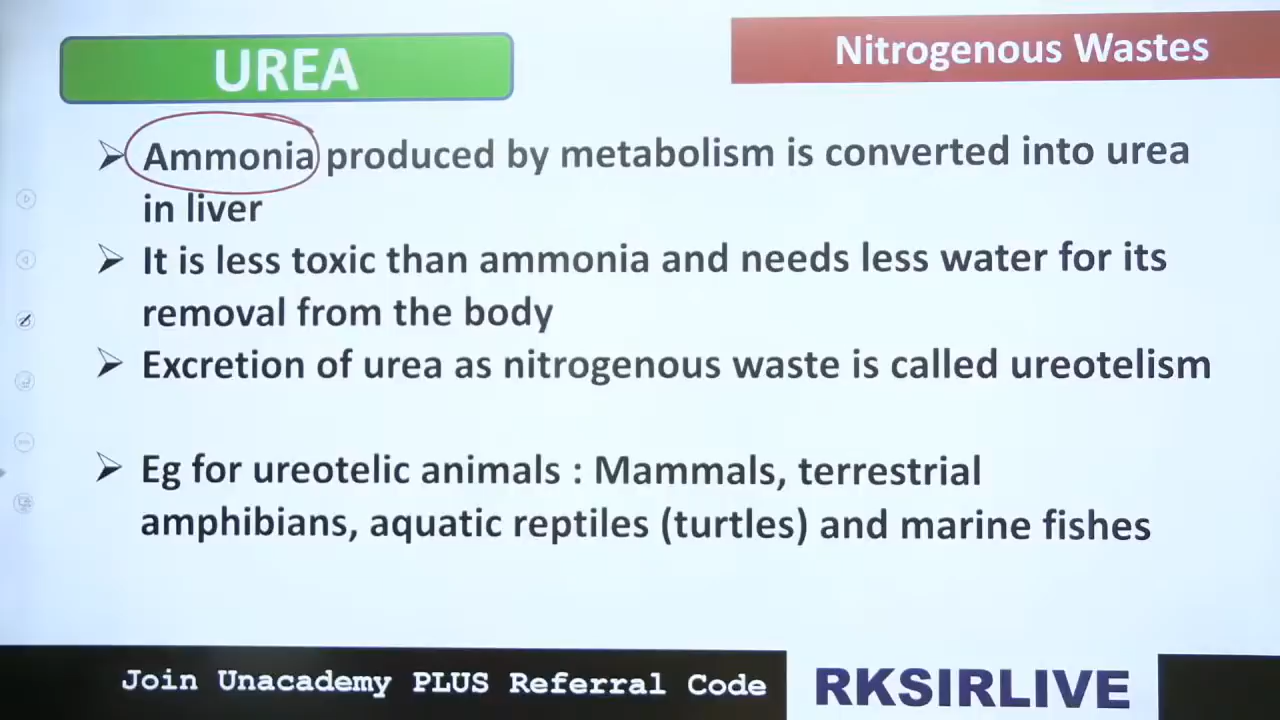 UREA
Nitrogenous Wastes
Ammonia produced by metabolism is converted into urea
in liver
It is less toxic than ammonia and needs less water for its
removal from the body
Excretion of urea as nitrogenous waste is called ureotelism
Eg for ureotelic animals : Mammals, terrestrial
amphibians, aquatic reptiles (turtles) and marine fishes
Join Unacademy PLUS Referral Code
RKSIRLIVE